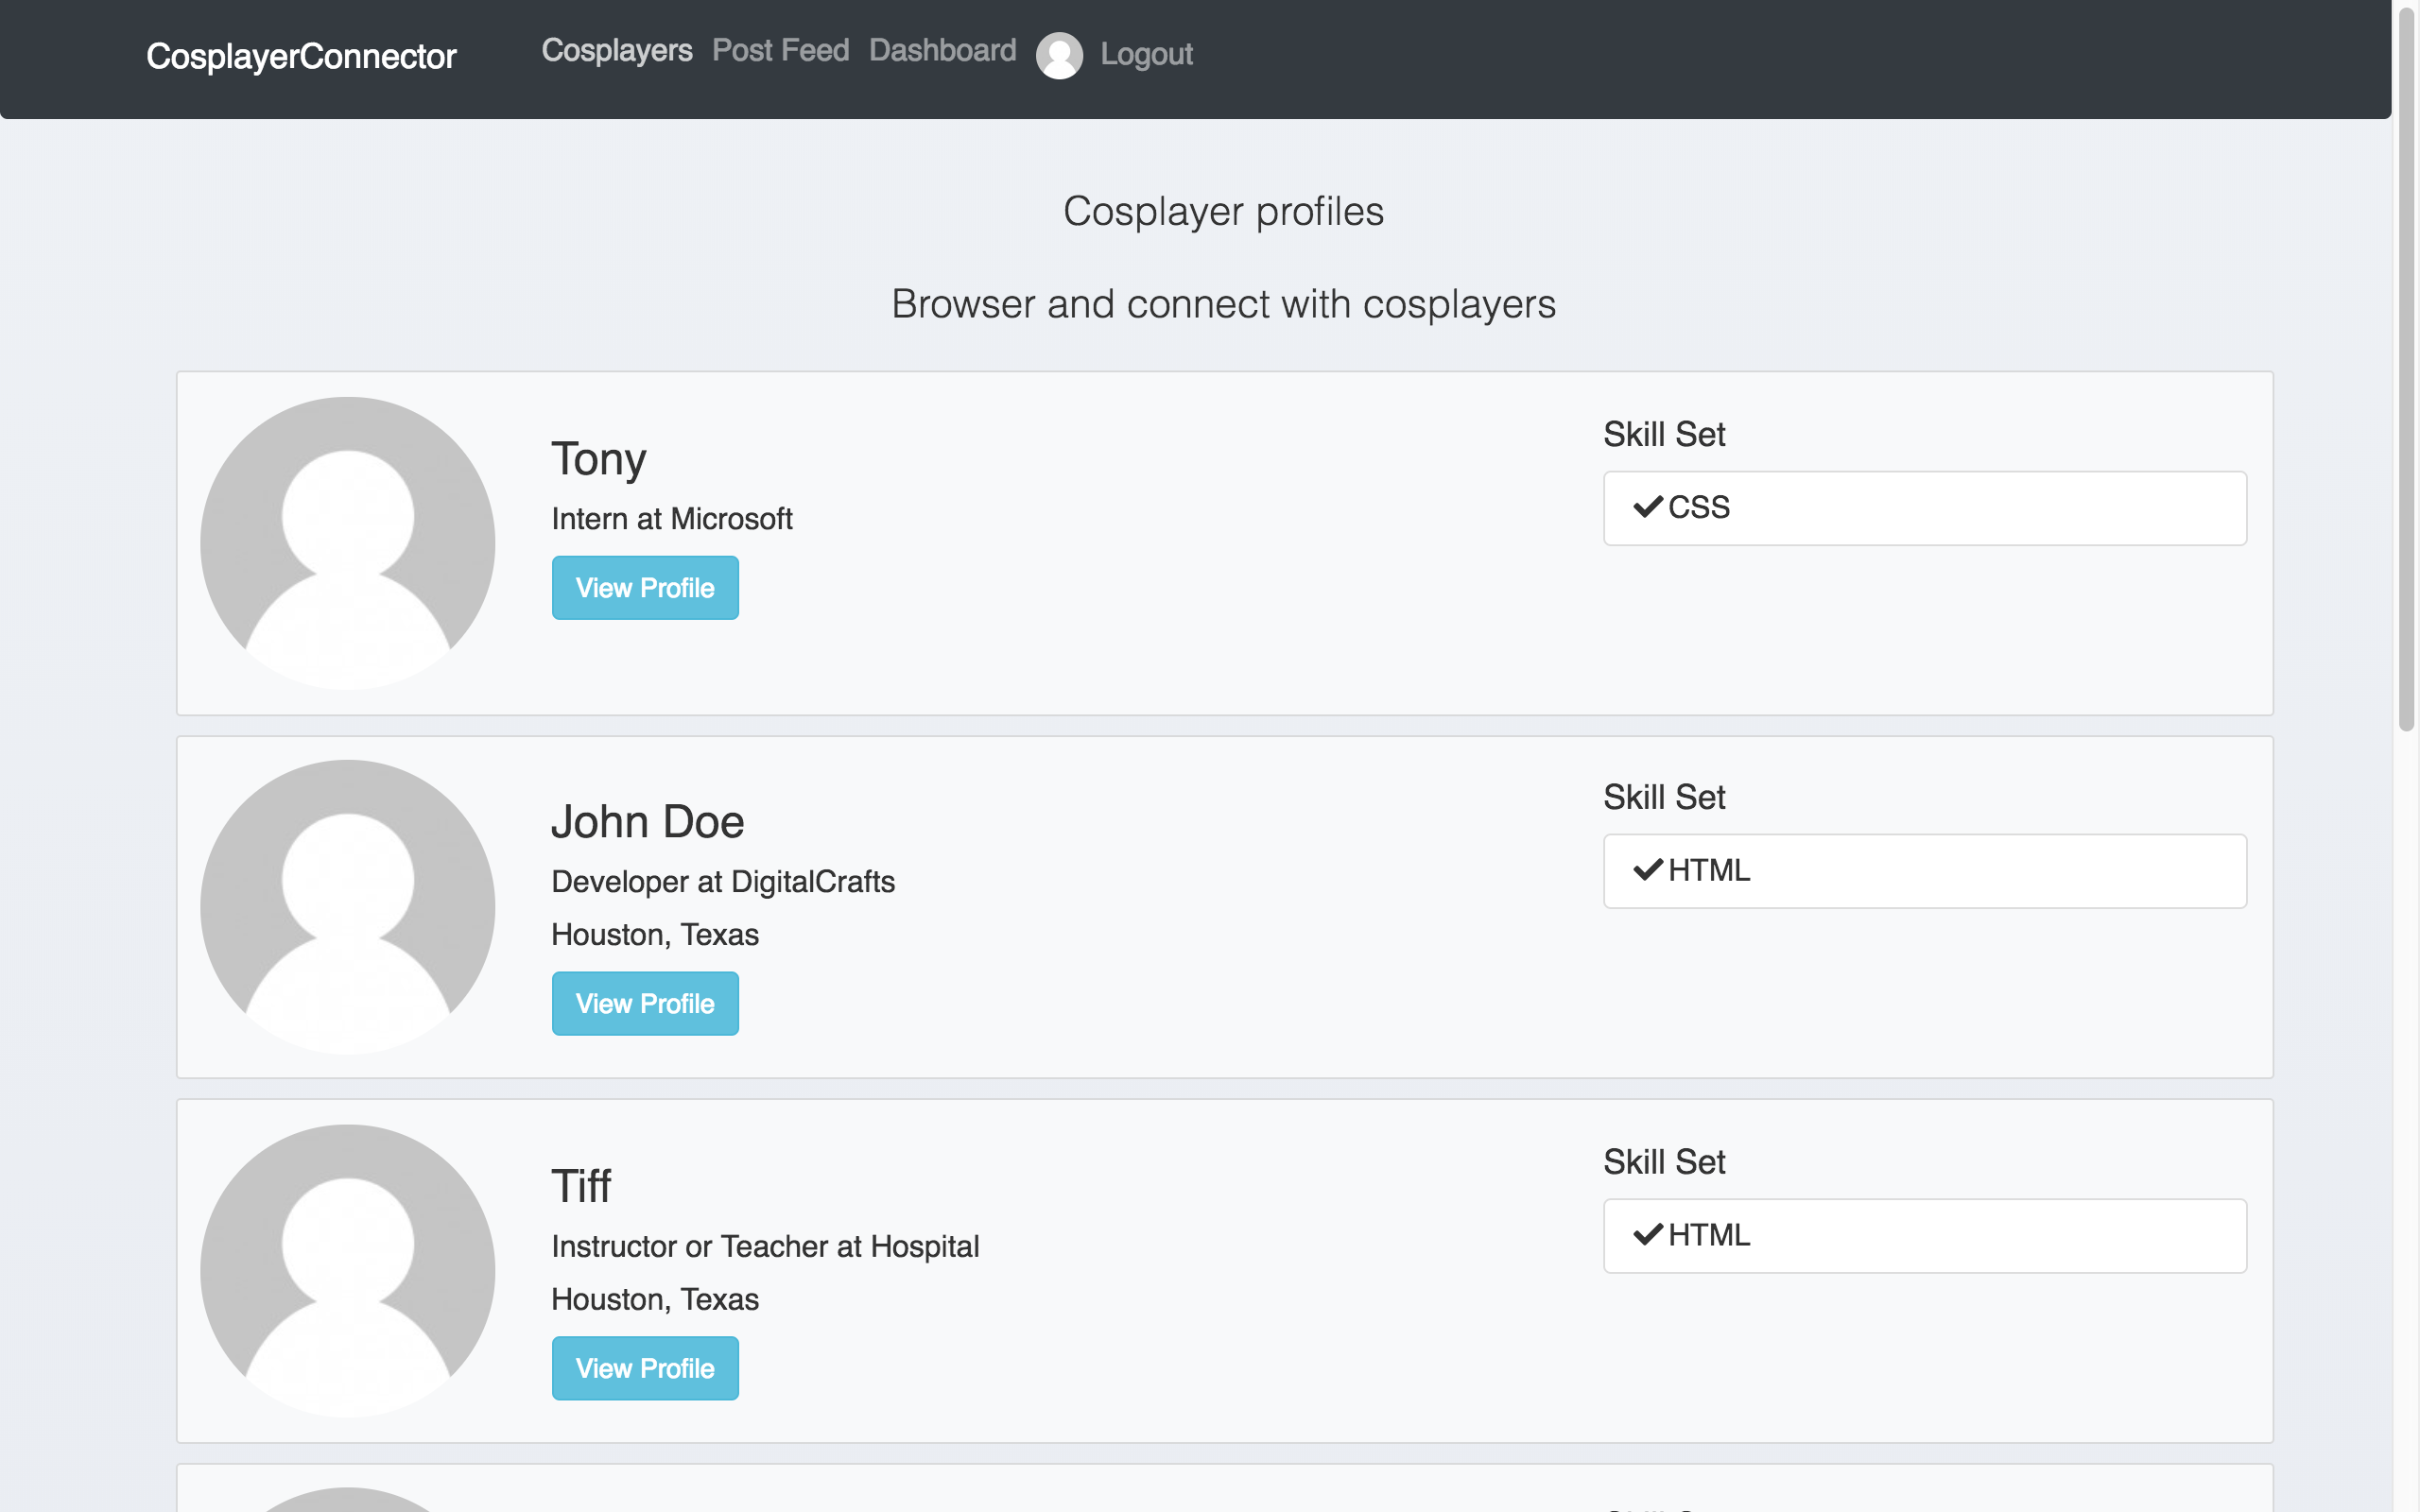 CosplayerConnector
Cosplayers Post Feed Dashboard Logout
Cosplayer profiles
Browser and connect with cosplayers
Tony
Intern at Microsoft
View Profile
Skill Set
CSS
John Doe
Developer at DigitalCrafts
Houston, Texas
View Profile
Skill Set
HTML
Tiff
Instructor or Teacher at Hospital
Houston, Texas
View Profile
Skill Set
HTML